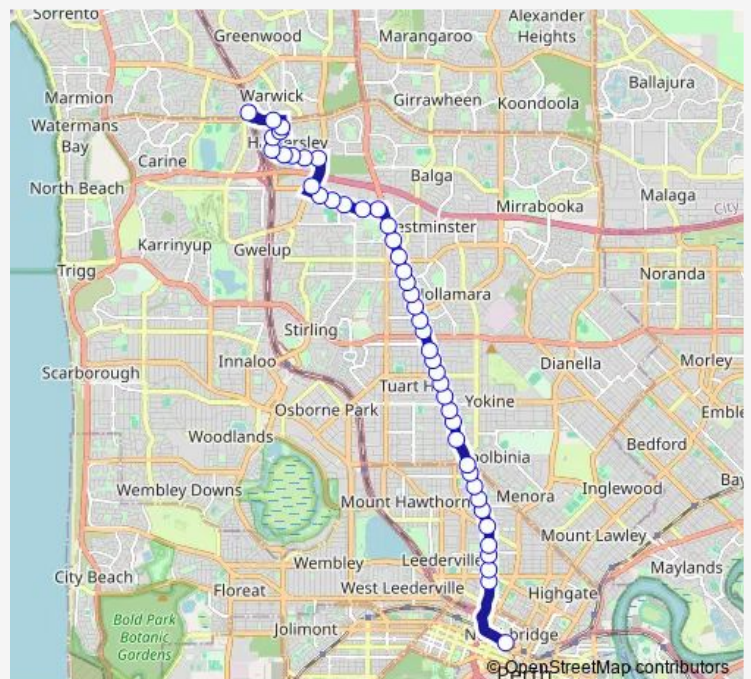 Sorrento
Alexander
Heights
Greenwood
Marangaroo
Ballajura
Marmion
Warwick
Girrawheen
Koondoola
Watermans
Bay
Carine
North Beach
Balga
Malaga
Mirrabooka
City
Karrinyup
Gwelup
Trigg
Noranda
Stirling
Innaloo
Dianella
Morley
Scarborough
Tuart H
Osborne Park
Yokine
Woodlands
Bedford
Wembley Downs
Mount Hawthorn
Menora
Inglewood
Mount Lawley
Wembley
Leederville
Maylands
City Beach
Floreat
West Leederville
Highgate
Bold Park
Botanic
Gardens
Jolimont
Perth
© OpenStreetMap contributors